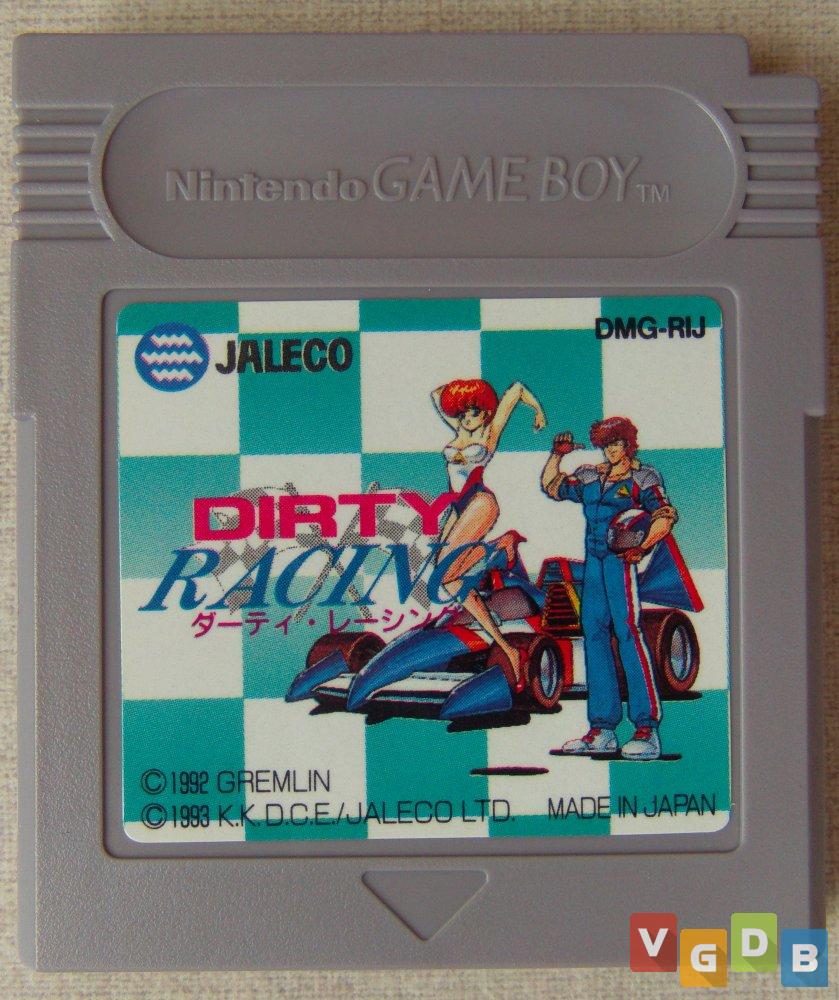 Nintendo GAME BOY TM
JALECO
DMG-RIJ
DIRTY
RACING
ダーティ・レーシング
©1992 GREMLIN
©1993 K.K. D.C.E./JALECO LTD. MADE IN JAPAN
VGDB